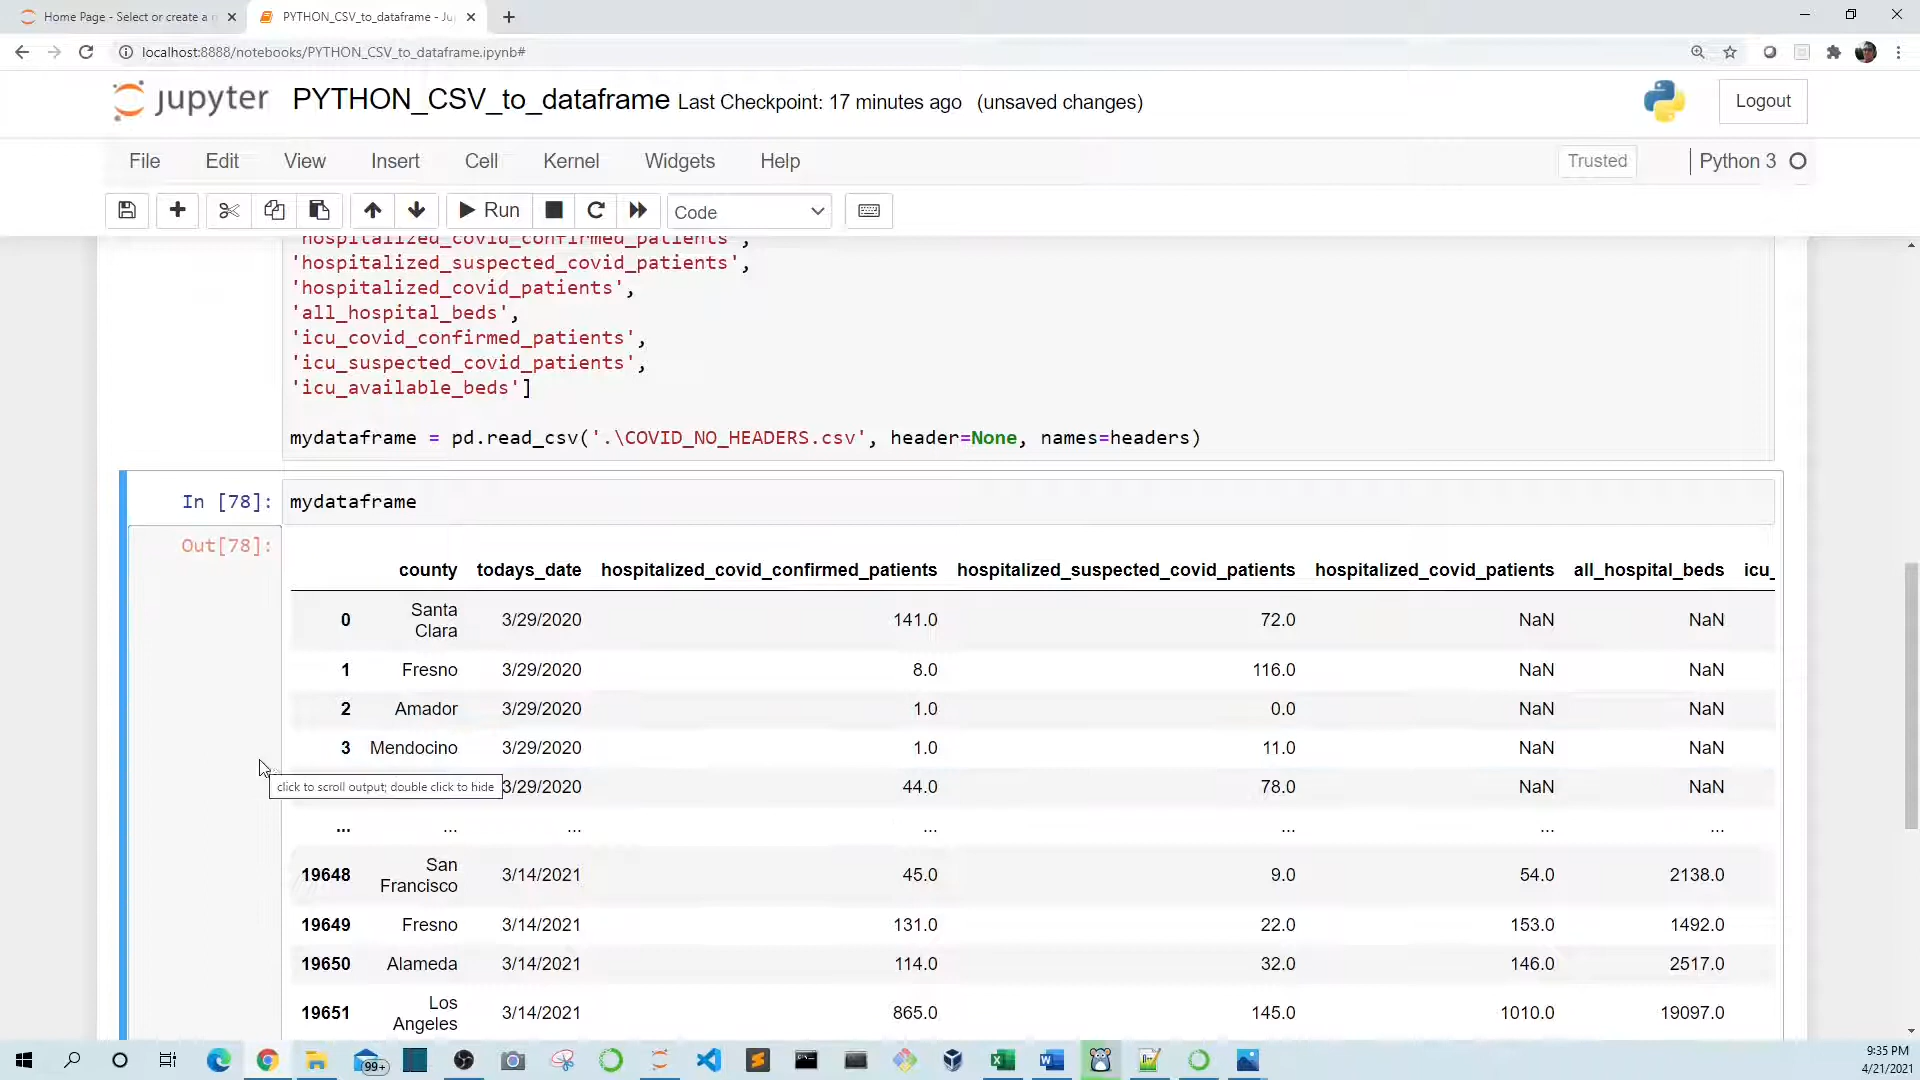 Home Page - Select or create a n
PYTHON_CSV_to_dataframe - Ju
localhost:8888/notebooks/PYTHON_CSV_to_dataframe.ipynb#
jupyter PYTHON_CSV_to_dataframe Last Checkpoint: 17 minutes ago (unsaved changes)
Logout
File Edit View Insert Cell Kernel Widgets Help
Trusted
Python 3
Run
Code
'hospitalized_covid_confirmed_patients',
'hospitalized_suspected_covid_patients',
'hospitalized_covid_patients',
'all_hospital_beds',
'icu_covid_confirmed_patients',
'icu_suspected_covid_patients',
'icu_available_beds']
mydataframe = pd.read_csv('.\COVID_NO_HEADERS.csv', header=None, names=headers)
In [78]: mydataframe
Out[78]:
county todays_date hospitalized_covid_confirmed_patients hospitalized_suspected_covid_patients hospitalized_covid_patients all_hospital_beds icu_
0 Santa Clara 3/29/2020 141.0 72.0 NaN NaN
1 Fresno 3/29/2020 8.0 116.0 NaN NaN
2 Amador 3/29/2020 1.0 0.0 NaN NaN
3 Mendocino 3/29/2020 1.0 11.0 NaN NaN
click to scroll output; double click to hide
3/29/2020 44.0 78.0 NaN NaN
... ... ... ... ... ... ...
19648 San Francisco 3/14/2021 45.0 9.0 54.0 2138.0
19649 Fresno 3/14/2021 131.0 22.0 153.0 1492.0
19650 Alameda 3/14/2021 114.0 32.0 146.0 2517.0
19651 Los Angeles 3/14/2021 865.0 145.0 1010.0 19097.0
99+
9:35 PM
4/21/2021